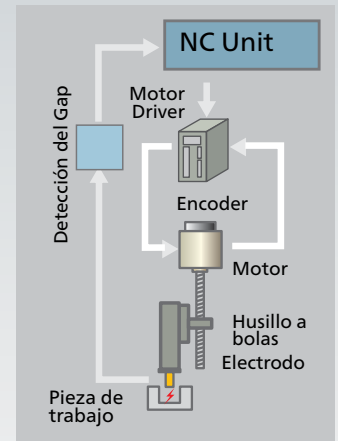 NC Unit
Motor
Driver
Detección del Gap
Encoder
Motor
Husillo a
bolas
Electrodo
Pieza de
trabajo